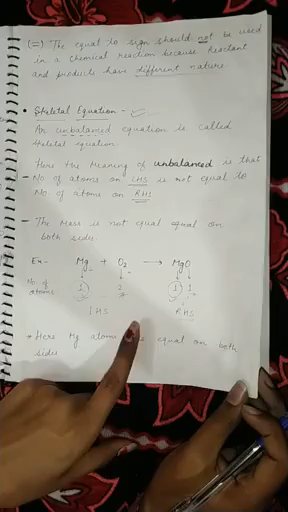 (=) The equal to sign should not be used
in a chemical reaction because Reactant
and products have different nature.
• Skeletal Equation -
An unbalanced equation is called
Skeletal equation.
Here the Meaning of unbalanced is that
- No of atoms on LHS is not equal to
No of atoms on RHS
- The Mass is not equal equal on
both sides.
Ex- Mg + O₂ → MgO
No. of atoms 1 2 1 1
LHS RHS
• Here Mg atoms equal on both
sides